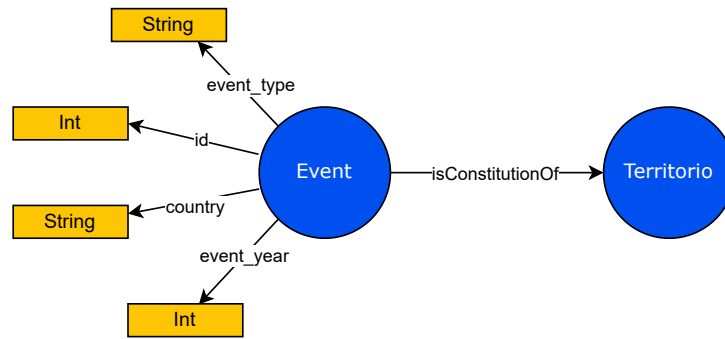 String
event_type
Int
id
Event
isConstitutionOf
Territorio
country
String
event_year
Int